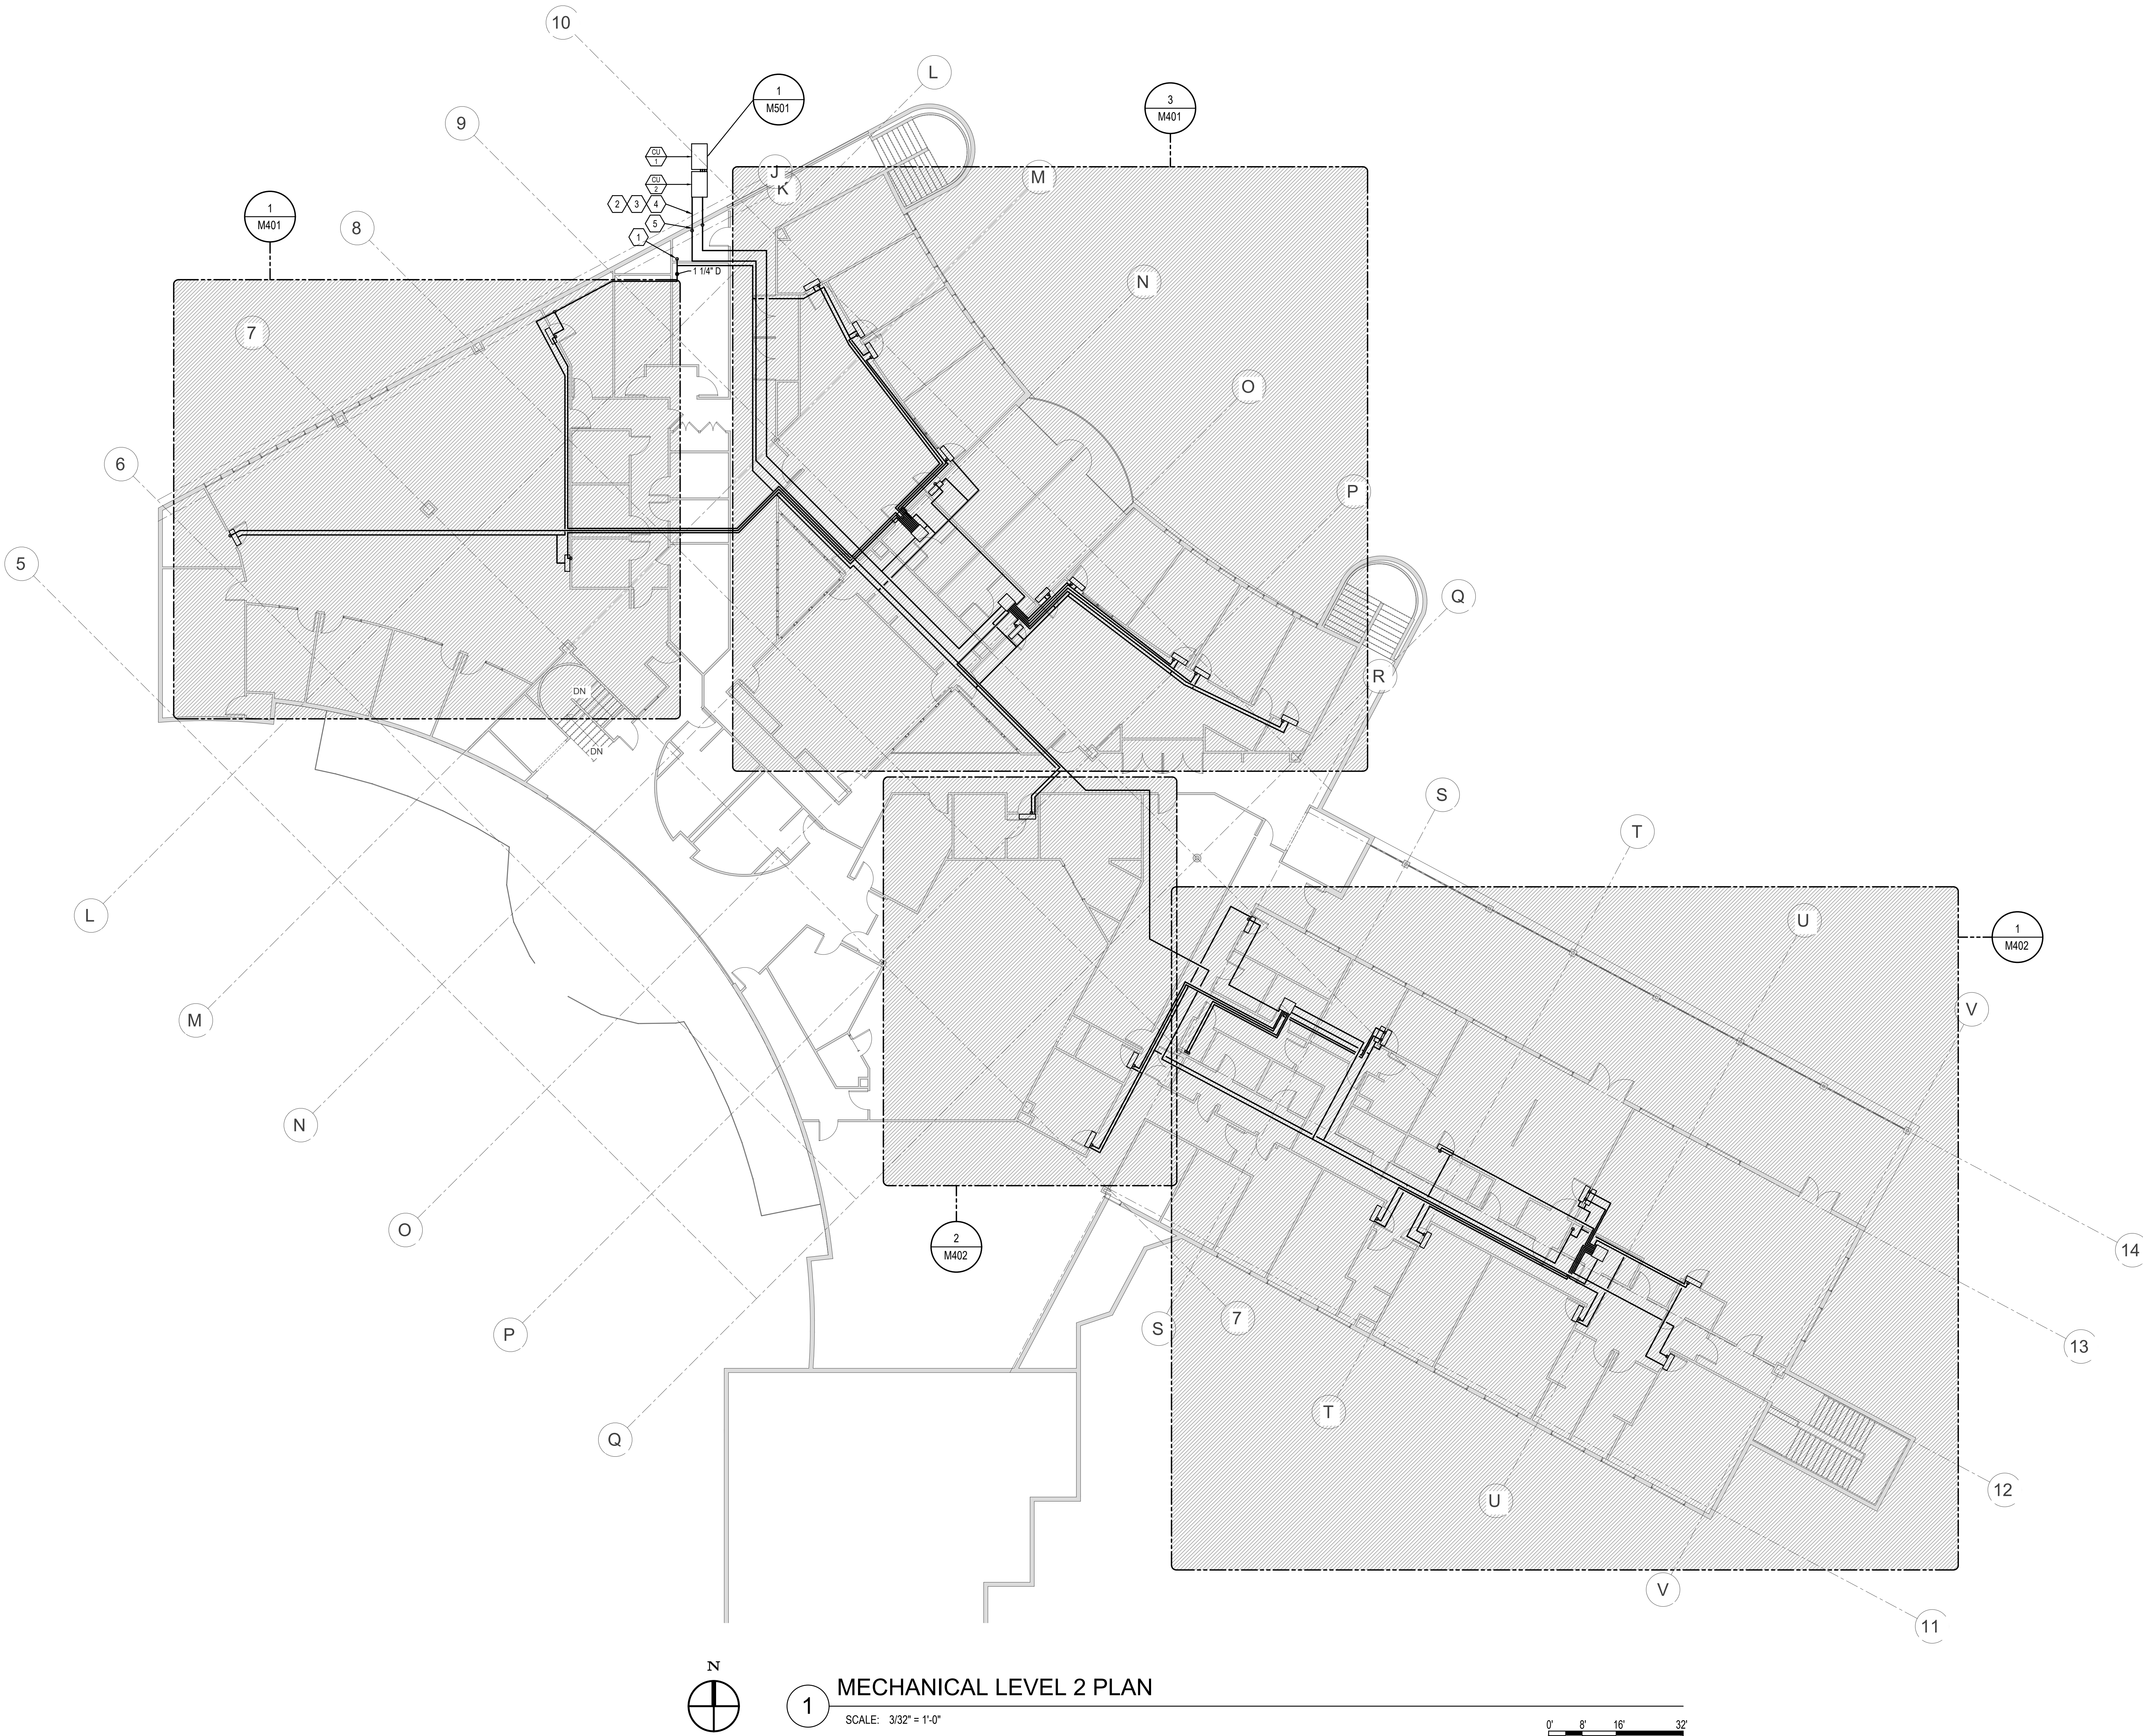 10
L
1
M501
3
M401
9
CU
1
J
K
M
CU
2
2 3 4
1
M401
5
8
1
1 1/4" D
N
7
O
6
P
5
Q
R
DN
DN
S
T
L
U
1
M402
V
M
N
O
2
M402
14
P
S
7
13
T
Q
12
U
V
11
N
1
MECHANICAL LEVEL 2 PLAN
SCALE: 3/32" = 1'-0"
0' 8' 16' 32'